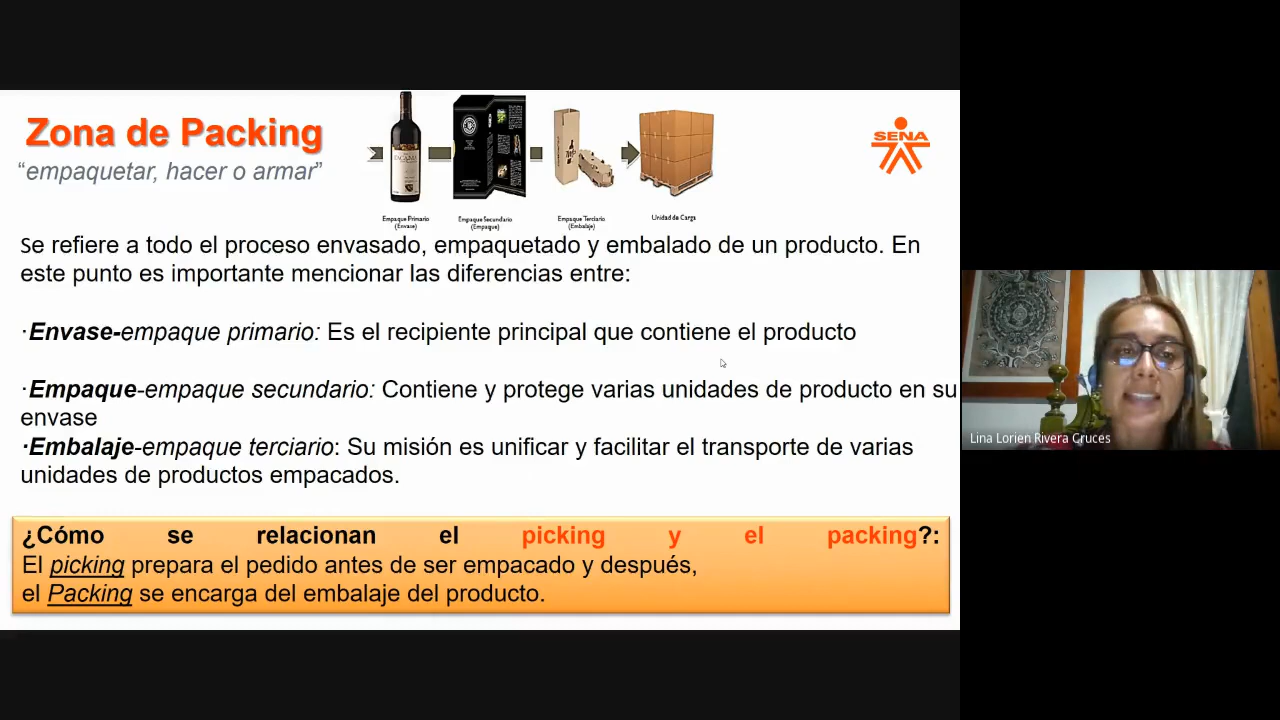 Zona de Packing
“empaquetar, hacer o armar”
Empaque Primario
(Envase)
Empaque Secundario
(Empaque)
Empaque Terciario
(Embalaje)
Unidad de Carga
SENA
Se refiere a todo el proceso envasado, empaquetado y embalado de un producto. En
este punto es importante mencionar las diferencias entre:
·Envase-empaque primario: Es el recipiente principal que contiene el producto
·Empaque-empaque secundario: Contiene y protege varias unidades de producto en su
envase
·Embalaje-empaque terciario: Su misión es unificar y facilitar el transporte de varias
unidades de productos empacados.
¿Cómo se relacionan el picking y el packing?:
El picking prepara el pedido antes de ser empacado y después,
el Packing se encarga del embalaje del producto.
Lina Lorien Rivera Cruces